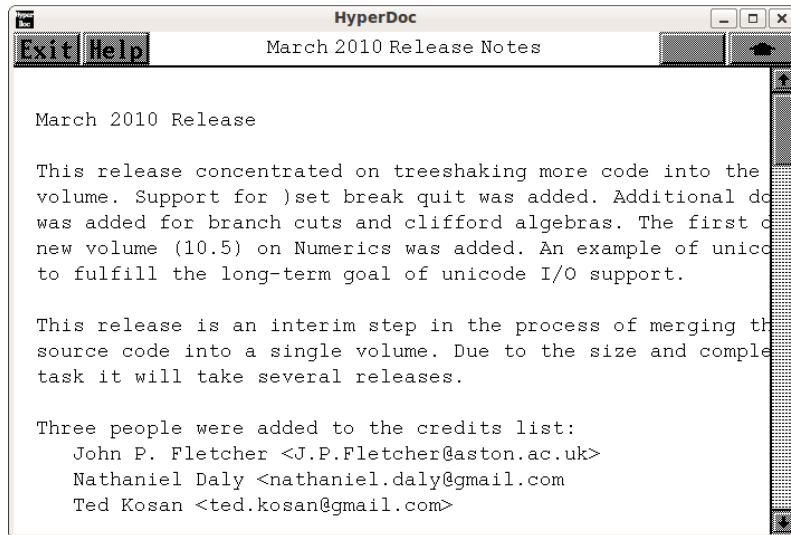 Hyper Doc
HyperDoc
Exit Help March 2010 Release Notes
March 2010 Release
This release concentrated on treeshaking more code into the
volume. Support for )set break quit was added. Additional
was added for branch cuts and clifford algebras. The first
new volume (10.5) on Numerics was added. An example of
to fulfill the long-term goal of unicode I/O support.
This release is an interim step in the process of merging
source code into a single volume. Due to the size and
task it will take several releases.
Three people were added to the credits list:
John P. Fletcher <J.P.Fletcher@aston.ac.uk>
Nathaniel Daly <nathaniel.daly@gmail.com
Ted Kosan <ted.kosan@gmail.com>